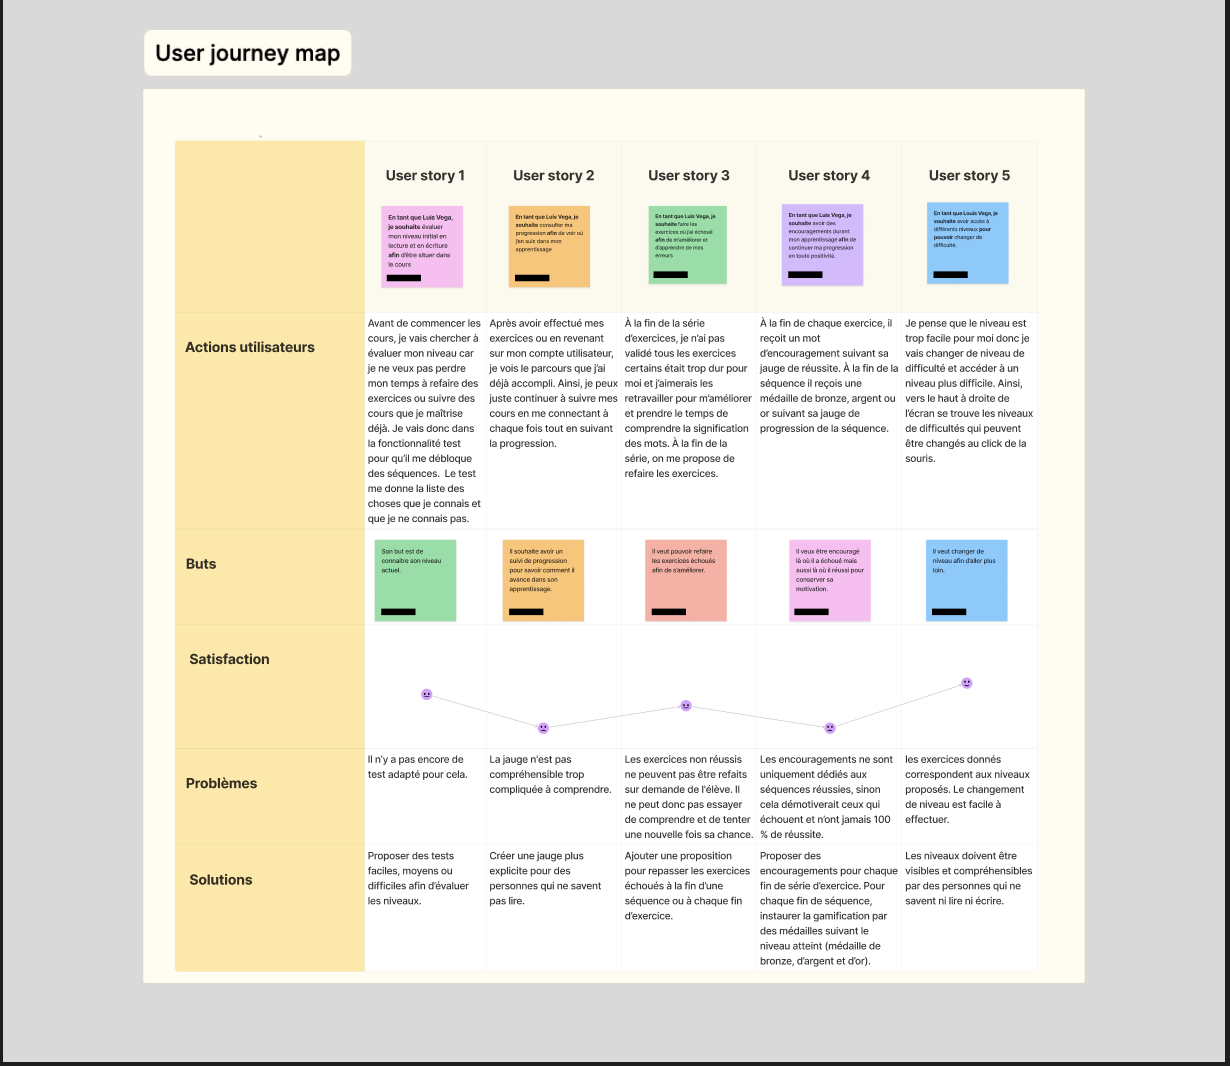 User journey map
User story 1
User story 2
User story 3
User story 4
User story 5
En tant que Luis Vega,
je souhaite évaluer
mon niveau initial en
lecture et en écriture
afin d'être situer dans
le cours
En tant que Luis Vega, je
souhaite consulter ma
progression afin de voir où
j'en suis dans mon
apprentissage
En tant que Luis Vega, je
souhaite faire les
exercices où j'ai échoué
afin de m'améliorer et
d'apprendre de mes
erreurs
En tant que Luis Vega, je
souhaite avoir des
encouragements durant
mon apprentissage afin de
continuer ma progression
en toute positivité.
En tant que Louis Vega, je
souhaite avoir accès à
différents niveaux pour
pouvoir changer de
difficulté.
Actions utilisateurs
Avant de commencer les
cours, je vais chercher à
évaluer mon niveau car
je ne veux pas perdre
mon temps à refaire des
exercices ou suivre des
cours que je maîtrise
déjà. Je vais donc dans
la fonctionnalité test
pour qu'il me débloque
des séquences. Le test
me donne la liste des
choses que je connais et
que je ne connais pas.
Après avoir effectué mes
exercices ou en revenant
sur mon compte utilisateur,
je vois le parcours que j'ai
déjà accompli. Ainsi, je peux
juste continuer à suivre mes
cours en me connectant à
chaque fois tout en suivant
la progression.
À la fin de la série
d'exercices, je n'ai pas
validé tous les exercices
certains était trop dur pour
moi et j'aimerais les
retravailler pour m'améliorer
et prendre le temps de
comprendre la signification
des mots. À la fin de la
série, on me propose de
refaire les exercices.
À la fin de chaque exercice, il
reçoit un mot
d'encouragement suivant sa
jauge de réussite. À la fin de la
séquence il reçois une
médaille de bronze, argent ou
or suivant sa jauge de
progression de la séquence.
Je pense que le niveau est
trop facile pour moi donc je
vais changer de niveau de
difficulté et accéder à un
niveau plus difficile. Ainsi,
vers le haut à droite de
l'écran se trouve les niveaux
de difficultés qui peuvent
être changés au click de la
souris.
Buts
Son but est de
connaitre son niveau
actuel.
Il souhaite avoir un
suivi de progression
pour savoir comment il
avance dans son
apprentissage.
Il veut pouvoir refaire
les exercices échoués
afin de s'améliorer.
Il veux être encouragé
là où il a échoué mais
aussi là où il réussi pour
conserver sa
motivation.
Il veut changer de
niveau afin d'aller plus
loin.
Satisfaction
Problèmes
Il n'y a pas encore de
test adapté pour cela.
La jauge n'est pas
compréhensible trop
compliquée à comprendre.
Les exercices non réussis
ne peuvent pas être refaits
sur demande de l'élève. Il
ne peut donc pas essayer
de comprendre et de tenter
une nouvelle fois sa chance.
Les encouragements ne sont
uniquement dédiés aux
séquences réussies, sinon
cela démotiverait ceux qui
échouent et n'ont jamais 100
% de réussite.
les exercices donnés
correspondent aux niveaux
proposés. Le changement
de niveau est facile à
effectuer.
Solutions
Proposer des tests
faciles, moyens ou
difficiles afin d'évaluer
les niveaux.
Créer une jauge plus
explicite pour des
personnes qui ne savent
pas lire.
Ajouter une proposition
pour repasser les exercices
échoués à la fin d'une
séquence ou à chaque fin
d'exercice.
Proposer des
encouragements pour chaque
fin de série d'exercice. Pour
chaque fin de séquence,
instaurer la gamification par
des médailles suivant le
niveau atteint (médaille de
bronze, d'argent et d'or).
Les niveaux doivent être
visibles et compréhensibles
par des personnes qui ne
savent ni lire ni écrire.